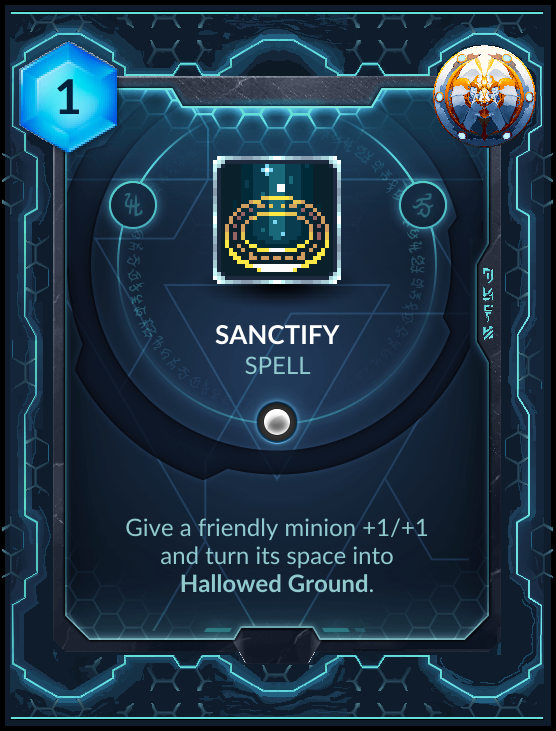 1
SANCTIFY
SPELL
Give a friendly minion +1/+1
and turn its space into
Hallowed Ground.